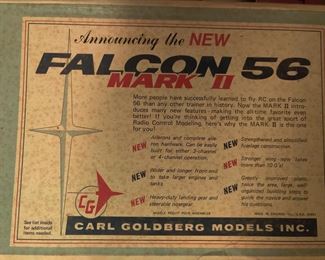 Announcing the NEW
FALCON 56
MARK II
More people have successfully learned to fly RC on the Falcon
56 than any other trainer in history. Now the MARK II intro-
duces many new features - making the all-time favorite even
better! If you're thinking of getting into the great sport of
Radio Control Modeling, here's why the MARK II is the one
for you!
NEW Ailerons and complete ail-
eron hardware. Can be easily
built for either 3-channel
or 4-channel operation.
NEW Wider and longer front end
to take larger engines and
tanks
NEW Heavy-duty landing gear and
steerable nosegear.
NEW Strengthened and simplified
fuselage construction.
NEW Stronger wing now takes
more than 10 G's!
NEW Greatly improved plans,
twice the area, large, well
organized building steps to
guide the novice and answer
his questions.
CG
See list inside
for additional
items needed.
CARL GOLDBERG MODELS INC.